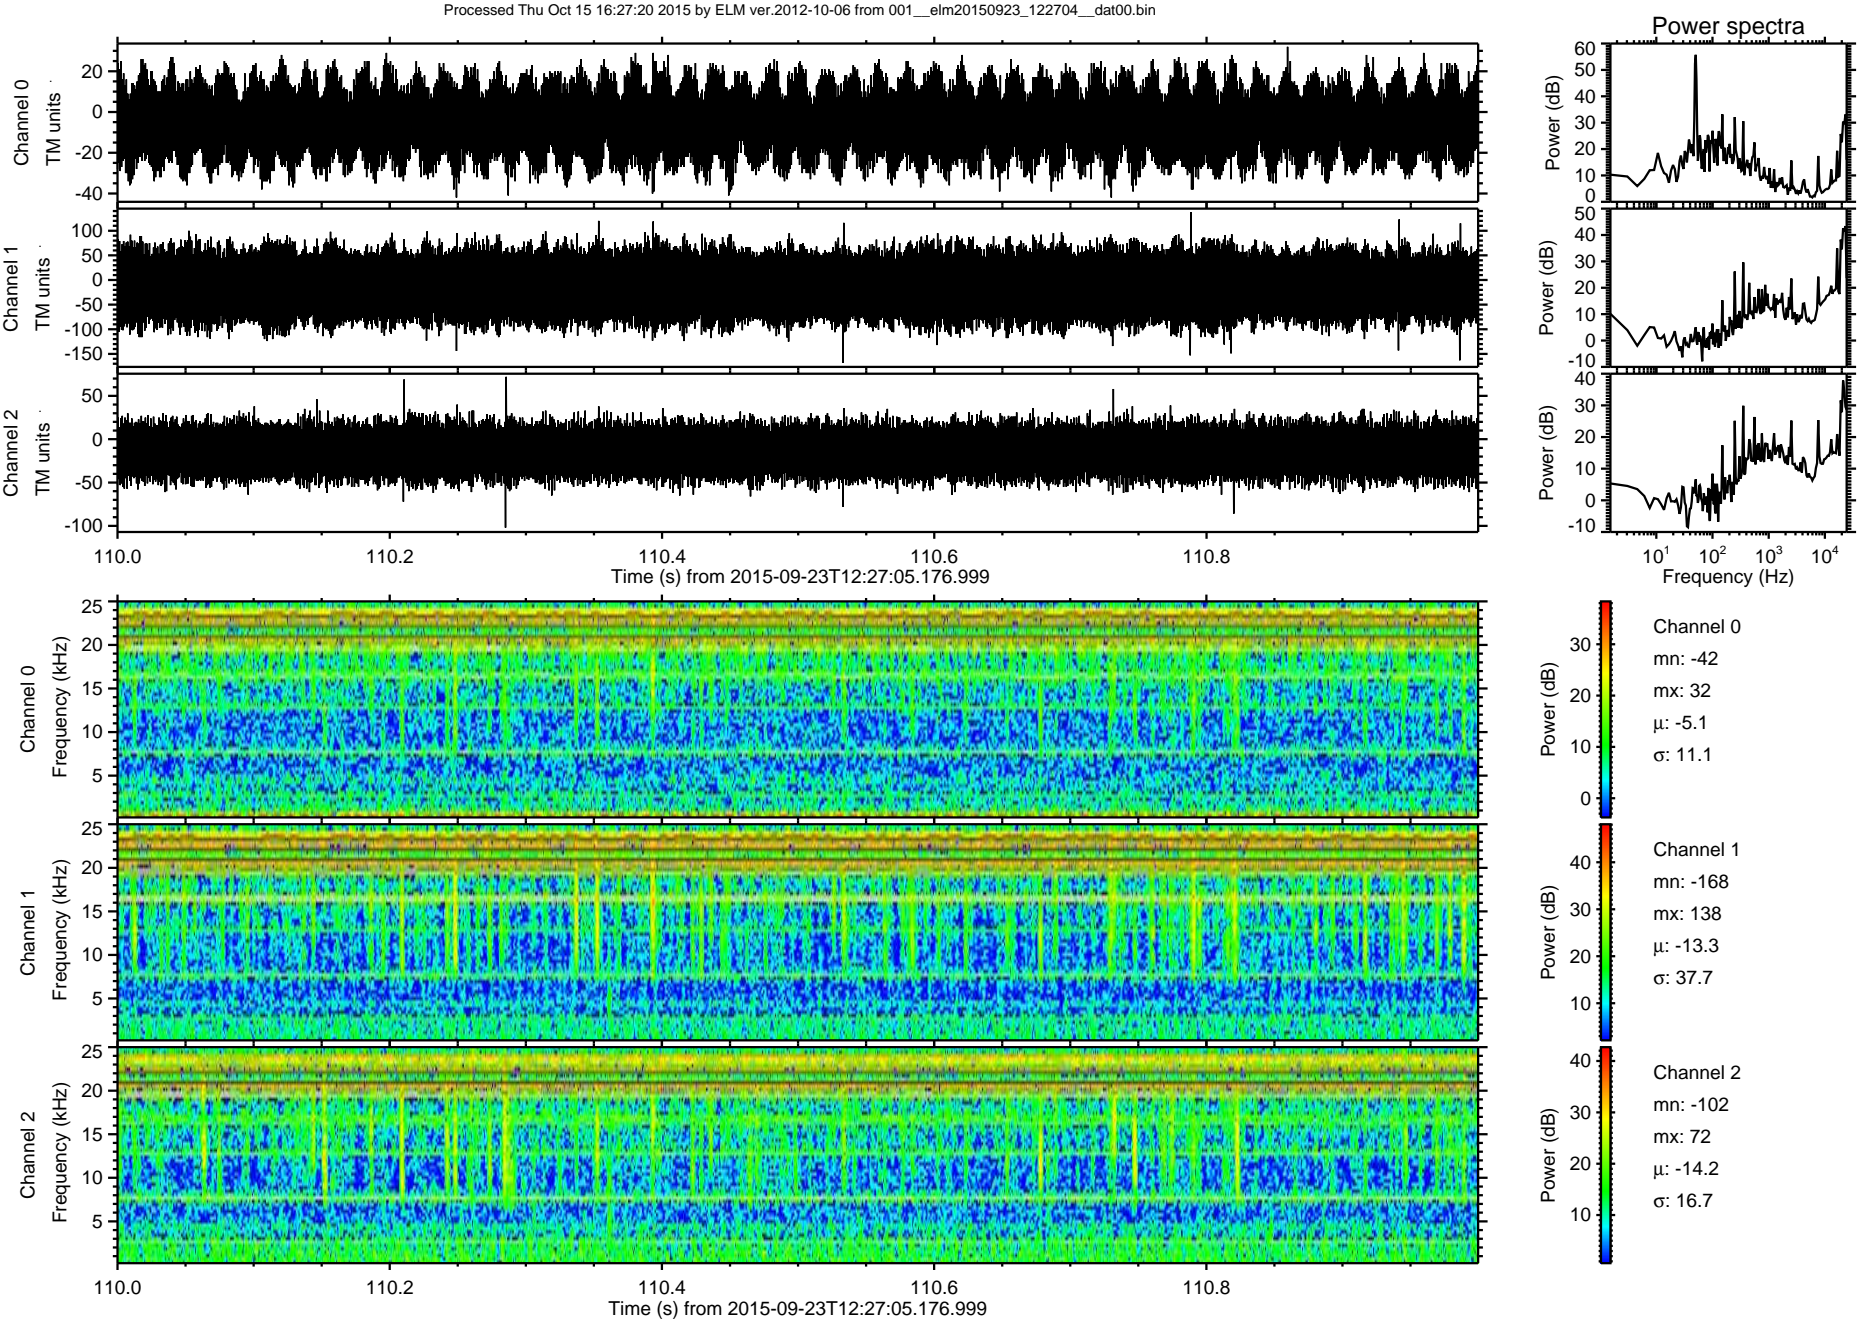 Processed Thu Oct 15 16:27:20 2015 by ELM ver.2012-10-06 from 001__elm20150923_122704__dat00.bin
Power spectra
Channel 0
TM units
20
0
-20
-40
Power (dB)
60
50
40
30
20
10
0
Channel 1
TM units
100
50
0
-50
-100
-150
Power (dB)
50
40
30
20
10
0
-10
Channel 2
TM units
50
0
-50
-100
Power (dB)
40
30
20
10
0
-10
110.0 110.2 110.4 110.6 110.8
Time (s) from 2015-09-23T12:27:05.176.999
10¹ 10² 10³ 10⁴
Frequency (Hz)
Channel 0
Frequency (kHz)
25
20
15
10
5
Power (dB)
30
20
10
0
Channel 0
mn: -42
mx: 32
µ: -5.1
σ: 11.1
Channel 1
Frequency (kHz)
25
20
15
10
5
Power (dB)
40
30
20
10
Channel 1
mn: -168
mx: 138
µ: -13.3
σ: 37.7
Channel 2
Frequency (kHz)
25
20
15
10
5
Power (dB)
40
30
20
10
Channel 2
mn: -102
mx: 72
µ: -14.2
σ: 16.7
110.0 110.2 110.4 110.6 110.8
Time (s) from 2015-09-23T12:27:05.176.999